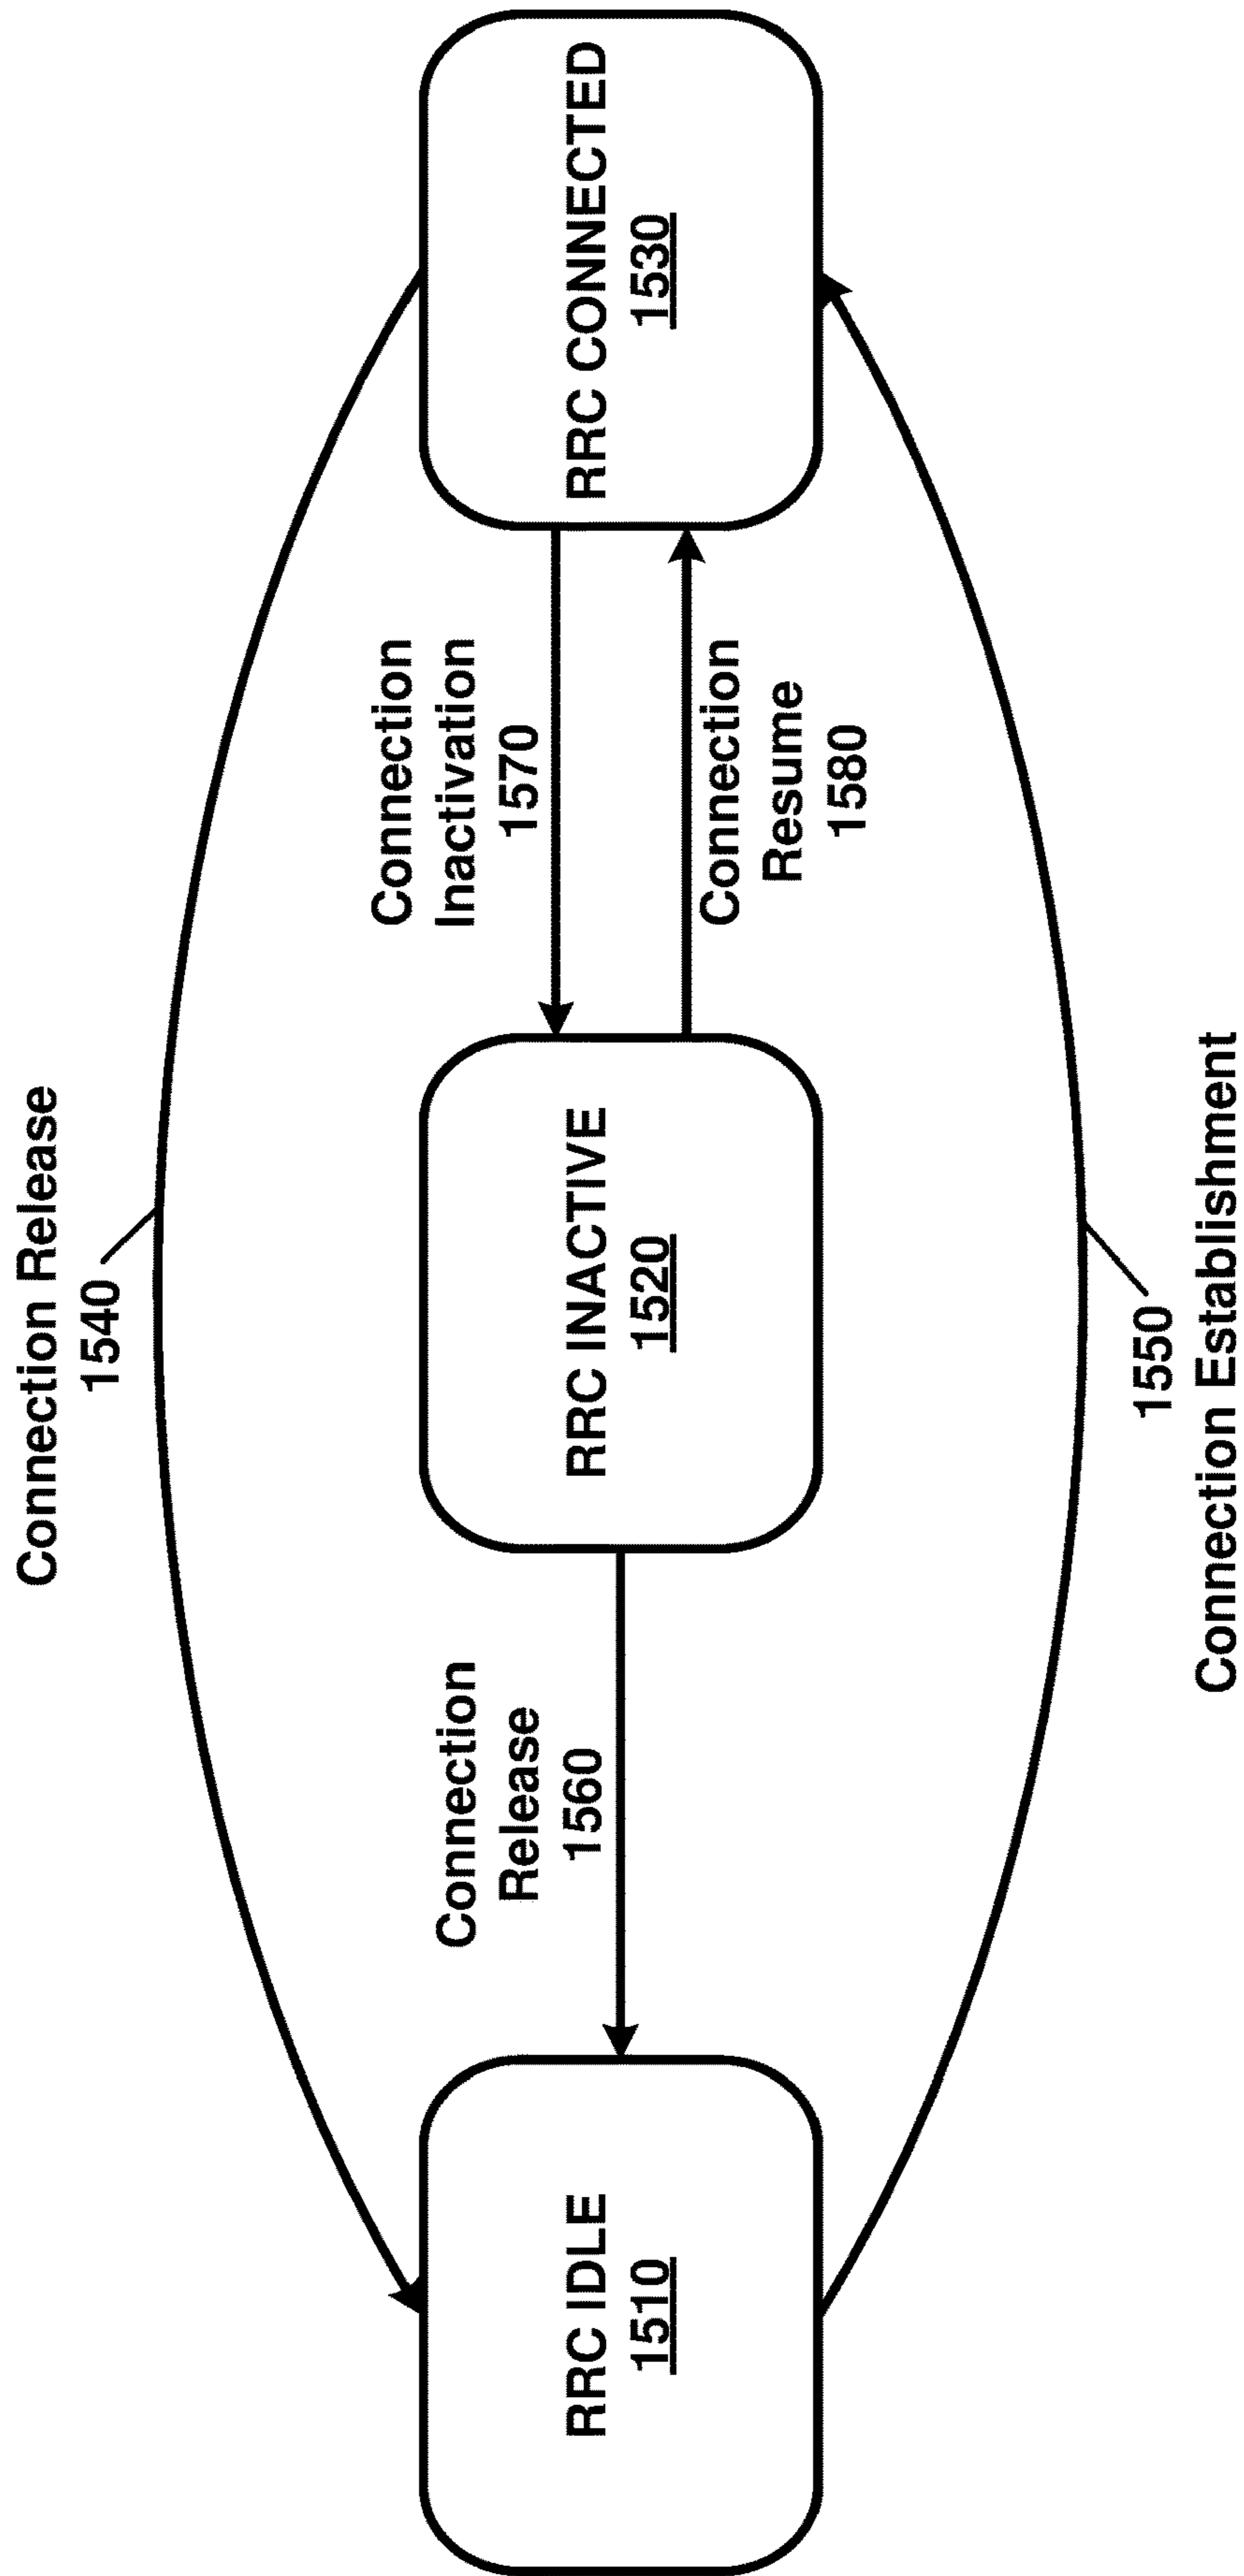 Connection Release
1540
RRC IDLE
1510
Connection
Release
1560
RRC INACTIVE
1520
Connection
Inactivation
1570
Connection
Resume
1580
RRC CONNECTED
1530
1550
Connection Establishment